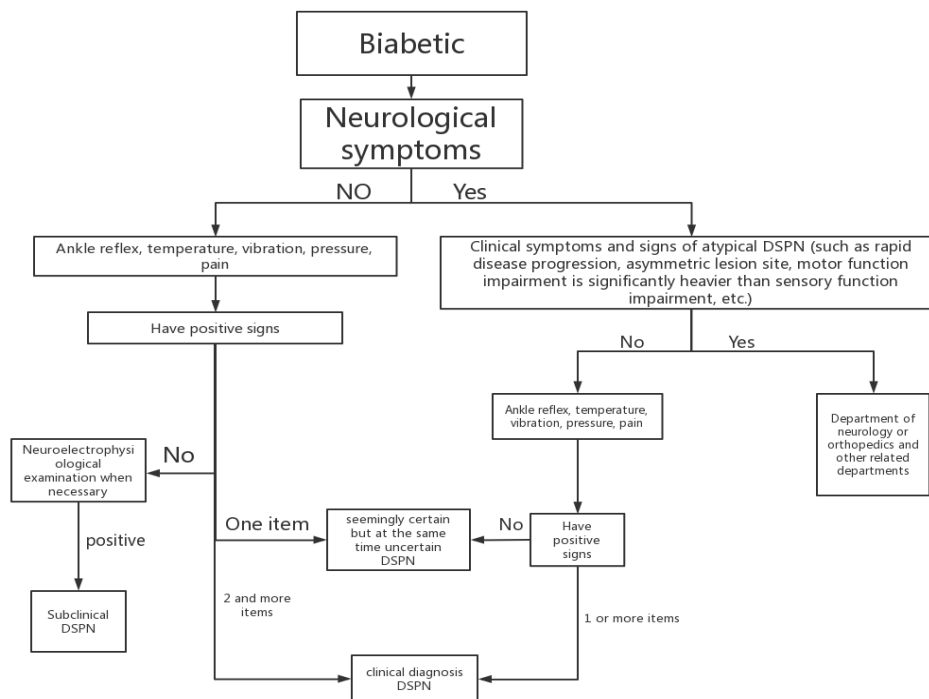 Biabetic
Neurological
symptoms
NO
Yes
Ankle reflex, temperature, vibration, pressure,
pain
Clinical symptoms and signs of atypical DSPN (such as rapid
disease progression, asymmetric lesion site, motor function
impairment is significantly heavier than sensory function
impairment, etc.)
Have positive signs
No
Yes
Ankle reflex, temperature,
vibration, pressure, pain
Department of
neurology or
orthopedics and
other related
departments
Neuroelectrophysi
ological
examination when
necessary
No
One item
seemingly certain
but at the same
time uncertain
DSPN
No
Have
positive
signs
positive
2 and more
items
1 or more items
Subclinical
DSPN
clinical diagnosis
DSPN